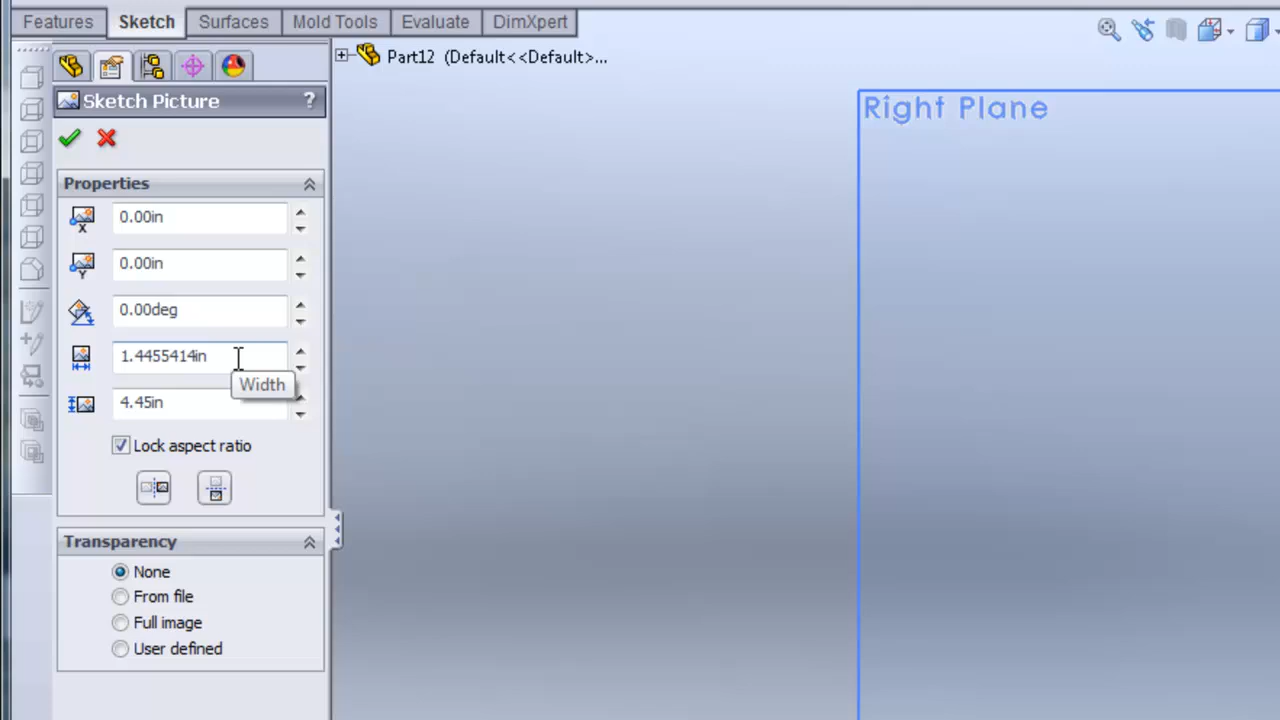 Features Sketch Surfaces Mold Tools Evaluate DimXpert
Part12 (Default<<Default>...
Sketch Picture ?
Right Plane
Properties
X 0.00in
Y 0.00in
0.00deg
1.4455414in
Width
4.45in
Lock aspect ratio
Transparency
None
From file
Full image
User defined